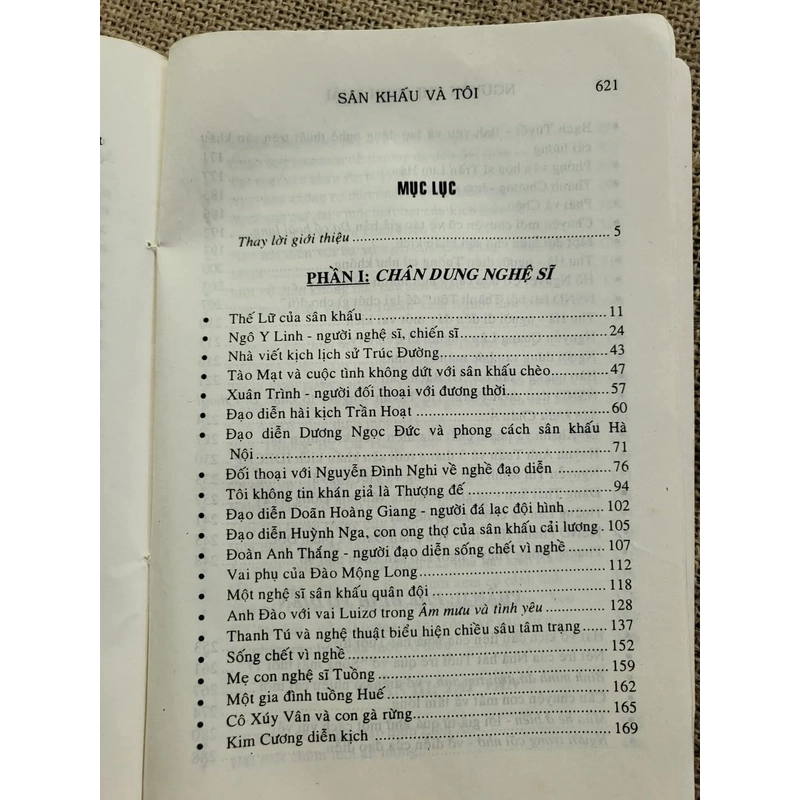 SÂN KHẤU VÀ TÔI 621
MỤC LỤC
Thay lời giới thiệu ........ 5
PHẦN I: CHÂN DUNG NGHỆ SĨ
• Thế Lữ của sân khấu ........ 11
• Ngô Y Linh - người nghệ sĩ, chiến sĩ ........ 24
• Nhà viết kịch lịch sử Trúc Đường ........ 43
• Tào Mạt và cuộc tình không dứt với sân khấu chèo ........ 47
• Xuân Trình - người đối thoại với đương thời ........ 57
• Đạo diễn hài kịch Trần Hoạt ........ 60
• Đạo diễn Dương Ngọc Đức và phong cách sân khấu Hà
Nội ........ 71
• Đối thoại với Nguyễn Đình Nghi về nghề đạo diễn ........ 76
• Tôi không tin khán giả là Thượng đế ........ 94
• Đạo diễn Doãn Hoàng Giang - người đá lạc đội hình ........ 102
• Đạo diễn Huỳnh Nga, con ong thợ của sân khấu cải lương . 105
• Đoàn Anh Thắng - người đạo diễn sống chết vì nghề ........ 107
• Vai phụ của Đào Mộng Long ........ 112
• Một nghệ sĩ sân khấu quân đội ........ 118
• Anh Đào với vai Luizơ trong Âm mưu và tình yêu ........ 128
• Thanh Tú và nghệ thuật biểu hiện chiều sâu tâm trạng ........ 137
• Sống chết vì nghề ........ 152
• Mẹ con nghệ sĩ Tuồng ........ 159
• Một gia đình tuồng Huế ........ 162
• Cô Xúy Vân và con gà rừng ........ 165
• Kim Cương diễn kịch ........ 169